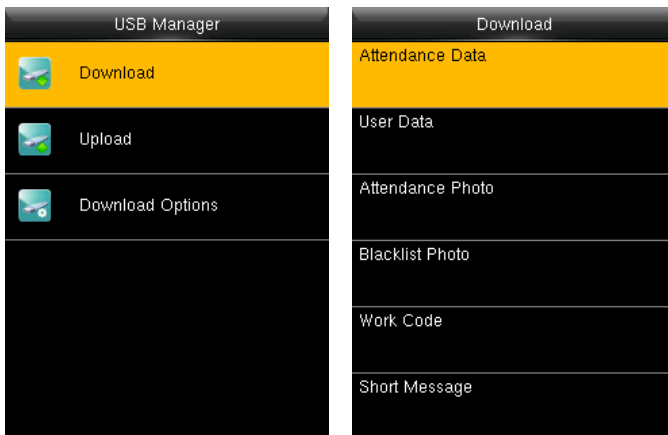 USB Manager
Download
Upload
Download Options
Download
Attendance Data
User Data
Attendance Photo
Blacklist Photo
Work Code
Short Message